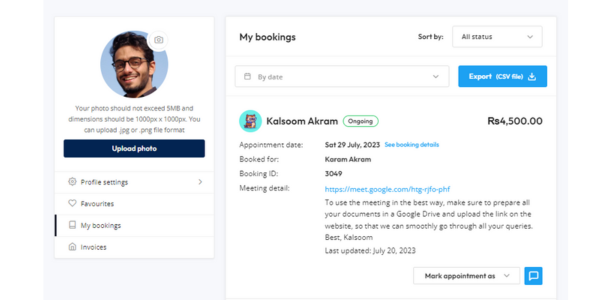 Your photo should not exceed 5MB and
dimensions should be 1000px x 1000px. You
can upload .jpg or .png file format
Upload photo
Profile settings
Favourites
My bookings
Invoices
My bookings
Sort by:
All status
By date
Export (CSV file)
Kalsoom Akram
Ongoing
₨4,500.00
Appointment date:
Sat 29 July, 2023 See booking details
Booked for:
Karam Akram
Booking ID:
3049
Meeting detail:
https://meet.google.com/htg-rjfo-phf
To use the meeting in the best way, make sure to prepare all
your documents in a Google Drive and upload the link on the
website, so that we can smoothly go through all your queries.
Best, Kalsoom
Last updated: July 20, 2023
Mark appointment as